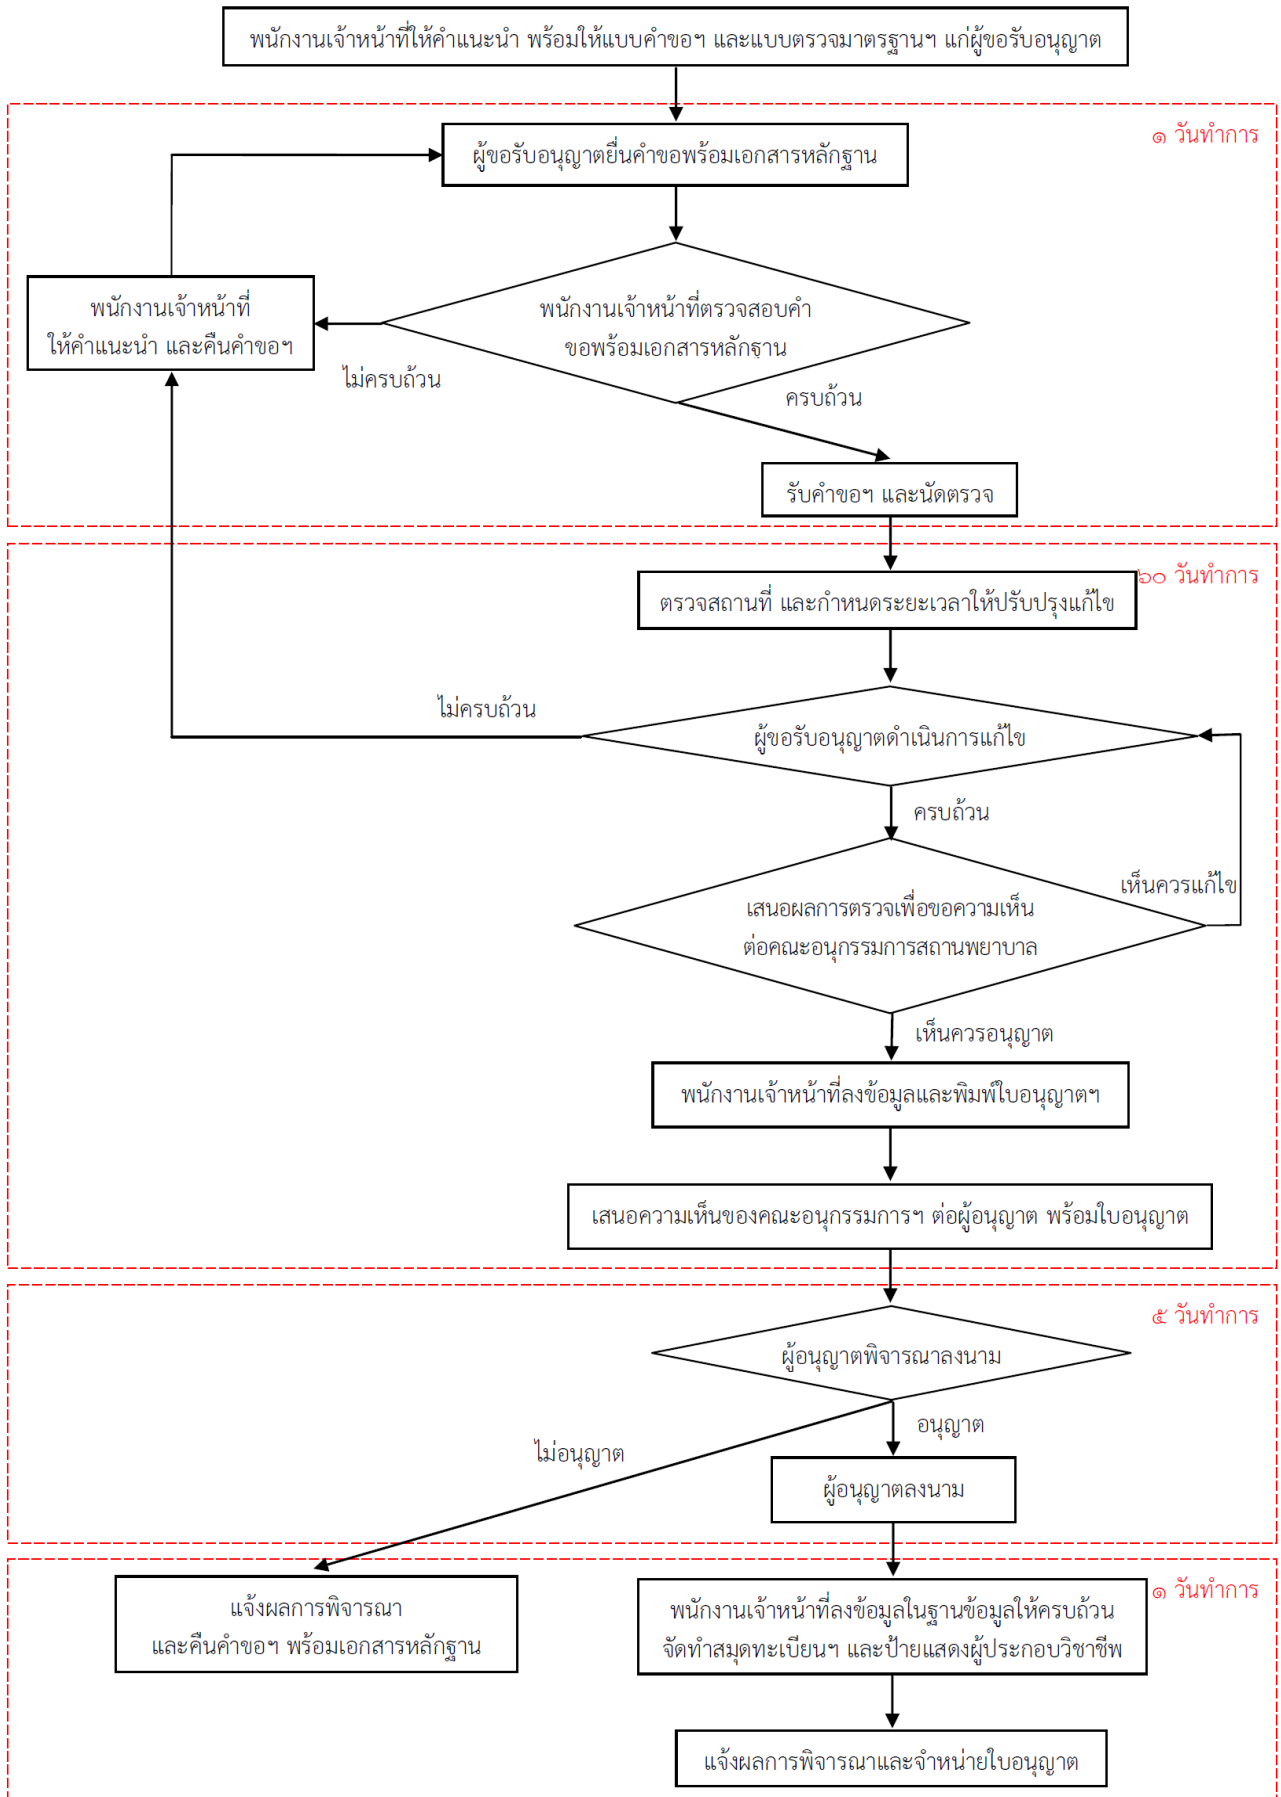 พนักงานเจ้าหน้าที่ให้คำแนะนำ พร้อมให้แบบคำขอฯ และแบบตรวจมาตรฐานฯ แก่ผู้ขอรับอนุญาต
๑ วันทำการ
ผู้ขอรับอนุญาตยื่นคำขอพร้อมเอกสารหลักฐาน
พนักงานเจ้าหน้าที่
ให้คำแนะนำ และคืนคำขอฯ
พนักงานเจ้าหน้าที่ตรวจสอบคำ
ขอพร้อมเอกสารหลักฐาน
ไม่ครบถ้วน
ครบถ้วน
รับคำขอฯ และนัดตรวจ
๖๐ วันทำการ
ตรวจสถานที่ และกำหนดระยะเวลาให้ปรับปรุงแก้ไข
ไม่ครบถ้วน
ผู้ขอรับอนุญาตดำเนินการแก้ไข
ครบถ้วน
เห็นควรแก้ไข
เสนอผลการตรวจเพื่อขอความเห็น
ต่อคณะอนุกรรมการสถานพยาบาล
เห็นควรอนุญาต
พนักงานเจ้าหน้าที่ลงข้อมูลและพิมพ์ใบอนุญาตฯ
เสนอความเห็นของคณะอนุกรรมการฯ ต่อผู้อนุญาต พร้อมใบอนุญาต
๕ วันทำการ
ผู้อนุญาตพิจารณาลงนาม
อนุญาต
ไม่อนุญาต
ผู้อนุญาตลงนาม
๑ วันทำการ
แจ้งผลการพิจารณา
และคืนคำขอฯ พร้อมเอกสารหลักฐาน
พนักงานเจ้าหน้าที่ลงข้อมูลในฐานข้อมูลให้ครบถ้วน
จัดทำสมุดทะเบียนฯ และป้ายแสดงผู้ประกอบวิชาชีพ
แจ้งผลการพิจารณาและจำหน่ายใบอนุญาต